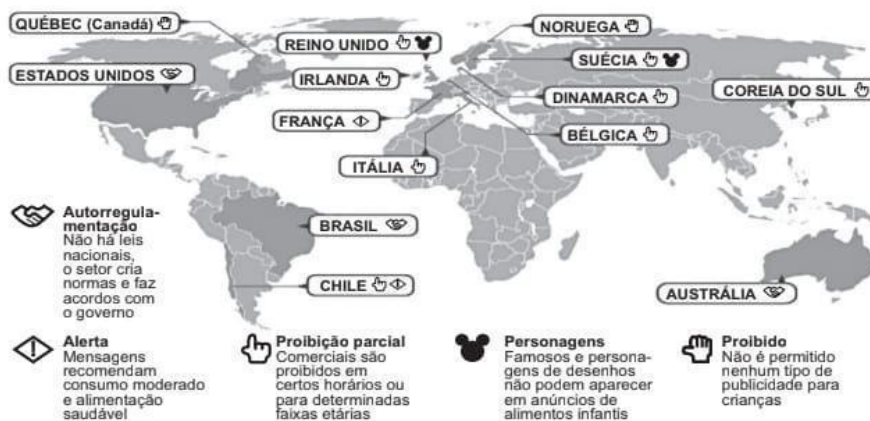 QUÉBEC (Canadá)
REINO UNIDO
NORUEGA
ESTADOS UNIDOS
IRLANDA
SUÉCIA
DINAMARCA
COREIA DO SUL
FRANÇA
BÉLGICA
ITÁLIA
BRASIL
CHILE
AUSTRÁLIA
Autorregula-
mentação
Não há leis
nacionais,
o setor cria
normas e faz
acordos com
o governo
Alerta
Mensagens
recomendam
consumo moderado
e alimentação
saudável
Proibição parcial
Comerciais são
proibidos em
certos horários ou
para determinadas
faixas etárias
Personagens
Famosos e persona-
gens de desenhos
não podem aparecer
em anúncios de
alimentos infantis
Proibido
Não é permitido
nenhum tipo de
publicidade para
crianças